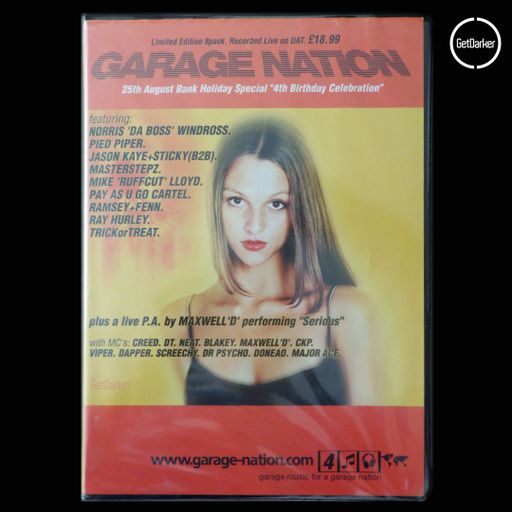 GetDarker
Limited Edition 8pack. Recorded Live on DAT. £18.99
GARAGE NATION
25th August Bank Holiday Special "4th Birthday Celebration"
featuring:
NORRIS 'DA BOSS' WINDROSS.
PIED PIPER.
JASON KAYE+STICKY(B2B).
MASTERSTEPZ.
MIKE 'RUFFCUT' LLOYD.
PAY AS U GO CARTEL.
RAMSEY+FENN.
RAY HURLEY.
TRICKorTREAT.
plus a live P.A. by MAXWELL'D' performing "Serious"
with MC's: CREED. DT. NEAT. BLAKEY. MAXWELL'D'. CKP.
VIPER. DAPPER. SCREECHY. DR PSYCHO. DONEAO. MAJOR ACE.
GetDarker
www.garage-nation.com 4
garage music for a garage nation